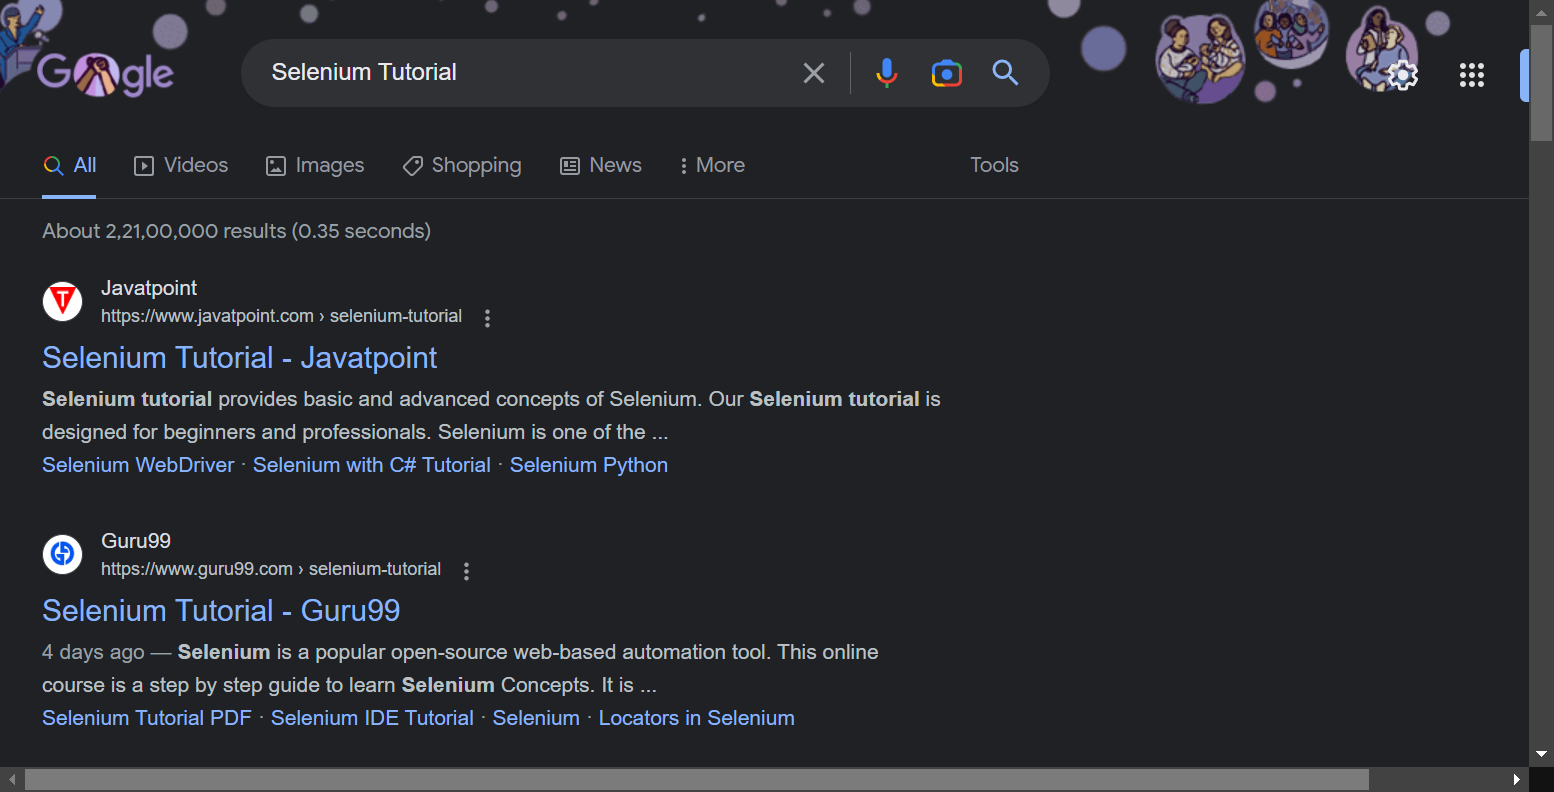 Google
Selenium Tutorial
All Videos Images Shopping News More Tools
About 2,21,00,000 results (0.35 seconds)
Javatpoint
https://www.javatpoint.com › selenium-tutorial
Selenium Tutorial - Javatpoint
Selenium tutorial provides basic and advanced concepts of Selenium. Our Selenium tutorial is
designed for beginners and professionals. Selenium is one of the ...
Selenium WebDriver · Selenium with C# Tutorial · Selenium Python
Guru99
https://www.guru99.com › selenium-tutorial
Selenium Tutorial - Guru99
4 days ago — Selenium is a popular open-source web-based automation tool. This online
course is a step by step guide to learn Selenium Concepts. It is ...
Selenium Tutorial PDF · Selenium IDE Tutorial · Selenium · Locators in Selenium